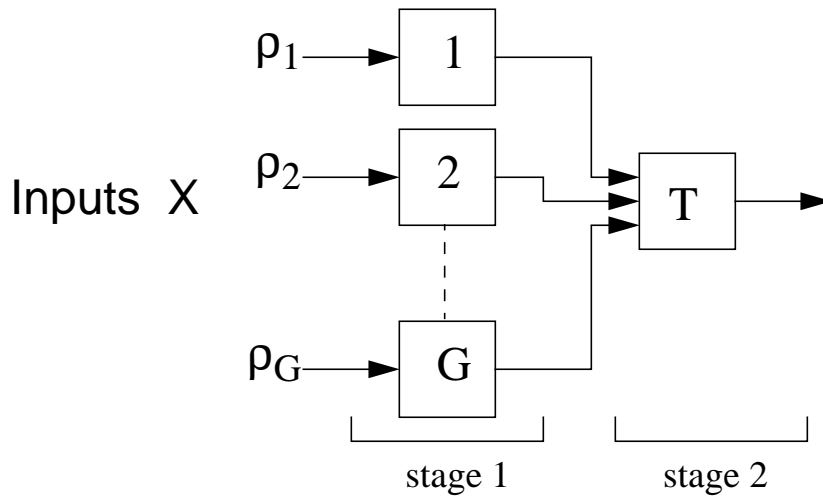 ρ1
1
ρ2
2
Inputs X
T
ρG
G
stage 1
stage 2